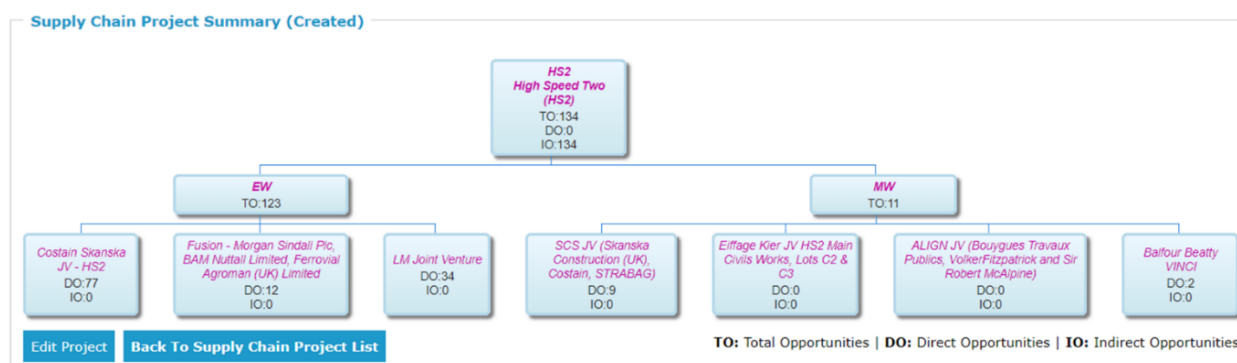 Supply Chain Project Summary (Created)
HS2
High Speed Two
(HS2)
TO:134
DO:0
IO:134
EW
TO:123
MW
TO:11
Costain Skanska
JV - HS2
DO:77
IO:0
Fusion - Morgan Sindall Plc,
BAM Nuttall Limited, Ferrovial
Agroman (UK) Limited
DO:12
IO:0
LM Joint Venture
DO:34
IO:0
SCS JV (Skanska
Construction (UK),
Costain, STRABAG)
DO:9
IO:0
Eiffage Kier JV HS2 Main
Civils Works, Lots C2 &
C3
DO:0
IO:0
ALIGN JV (Bouygues Travaux
Publics, VolkerFitzpatrick and Sir
Robert McAlpine)
DO:0
IO:0
Balfour Beatty
VINCI
DO:2
IO:0
Edit Project
Back To Supply Chain Project List
TO: Total Opportunities | DO: Direct Opportunities | IO: Indirect Opportunities